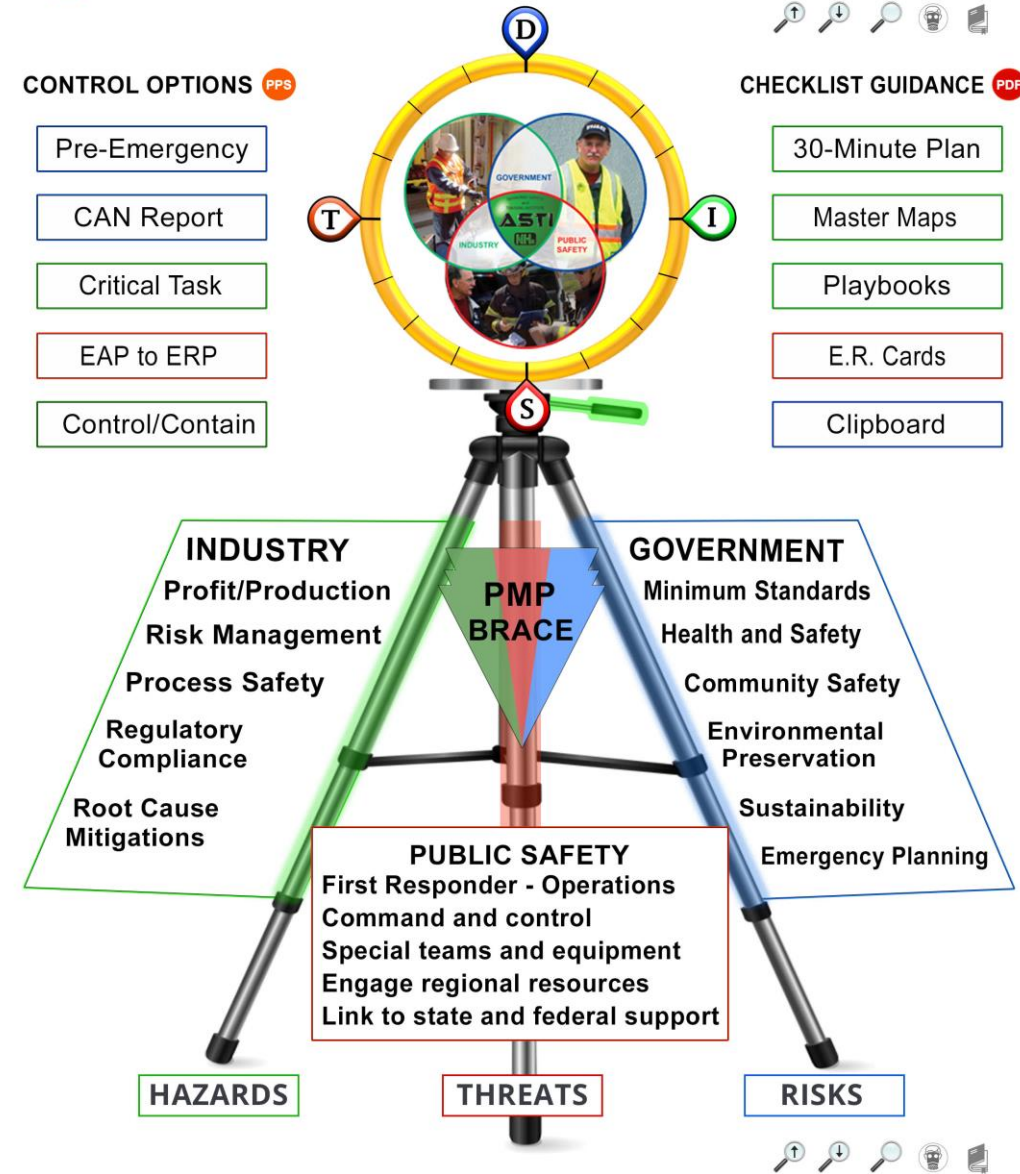 D
CONTROL OPTIONS PPS
CHECKLIST GUIDANCE PDF
Pre-Emergency
CAN Report
Critical Task
EAP to ERP
Control/Contain
30-Minute Plan
Master Maps
Playbooks
E.R. Cards
Clipboard
T
I
GOVERNMENT
ASTI
INDUSTRY
PUBLIC
SAFETY
S
INDUSTRY
Profit/Production
Risk Management
Process Safety
Regulatory
Compliance
Root Cause
Mitigations
PMP
BRACE
GOVERNMENT
Minimum Standards
Health and Safety
Community Safety
Environmental
Preservation
Sustainability
Emergency Planning
PUBLIC SAFETY
First Responder - Operations
Command and control
Special teams and equipment
Engage regional resources
Link to state and federal support
HAZARDS
THREATS
RISKS